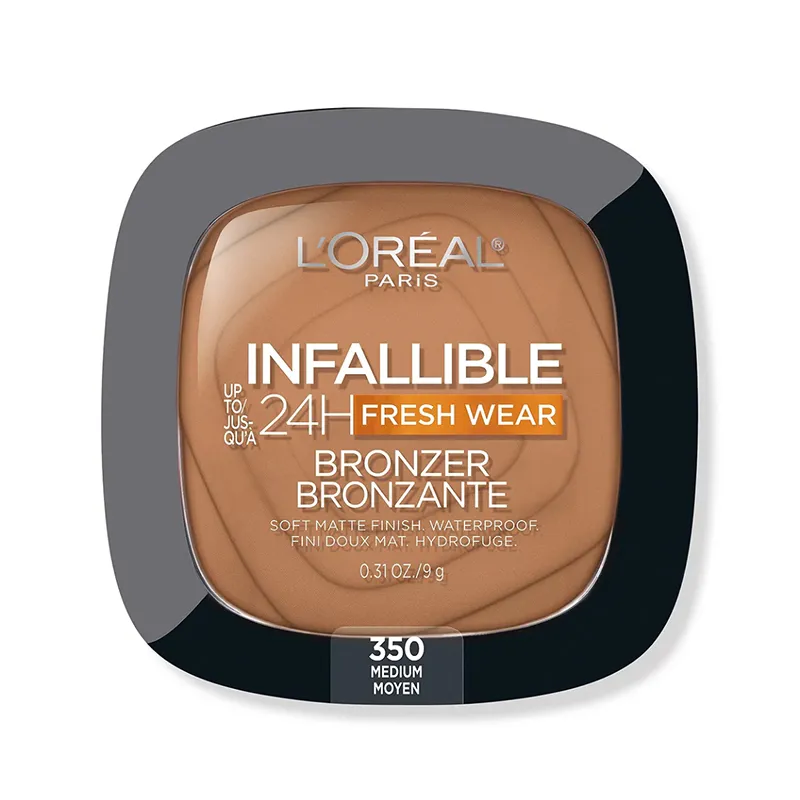 L'ORÉAL®
PARIS
INFALLIBLE
UP
TO/
JUS-
QU'À
24H
FRESH WEAR
BRONZER
BRONZANTE
SOFT MATTE FINISH. WATERPROOF.
FINI DOUX MAT. HYDROFUGE.
0.31 OZ./9 g
350
MEDIUM
MOYEN